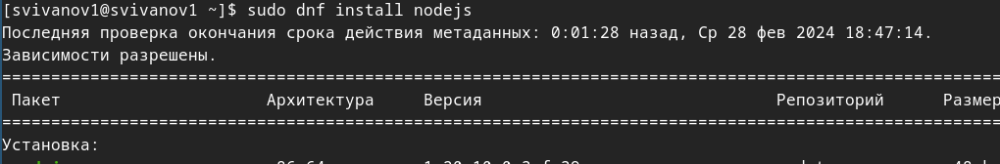 [svivanov1@svivanov1 ~]$ sudo dnf install nodejs
Последняя проверка окончания срока действия метаданных: 0:01:28 назад, Ср 28 фев 2024 18:47:14.
Зависимости разрешены.
Пакет Архитектура Версия Репозиторий Размер
Установка: